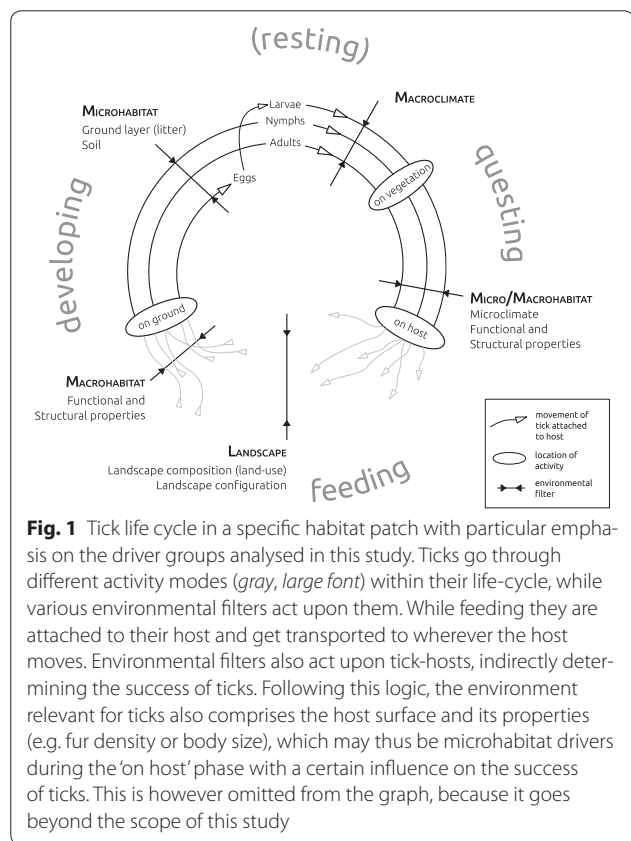 (resting)
MICROHABITAT
Ground layer (litter)
Soil
Larvae
Nymphs
Adults
Eggs
MACROCLIMATE
on vegetation
questing
developing
on ground
on host
MICRO/MACROHABITAT
Microclimate
Functional and
Structural properties
MACROHABITAT
Functional and
Structural properties
LANDSCAPE
Landscape composition (land-use)
Landscape configuration
feeding
movement of
tick attached
to host
location of
activity
environmental
filter
Fig. 1 Tick life cycle in a specific habitat patch with particular empha-
sis on the driver groups analysed in this study. Ticks go through
different activity modes (gray, large font) within their life-cycle, while
various environmental filters act upon them. While feeding they are
attached to their host and get transported to wherever the host
moves. Environmental filters also act upon tick-hosts, indirectly deter-
mining the success of ticks. Following this logic, the environment
relevant for ticks also comprises the host surface and its properties
(e.g. fur density or body size), which may thus be microhabitat drivers
during the ‘on host’ phase with a certain influence on the success
of ticks. This is however omitted from the graph, because it goes
beyond the scope of this study